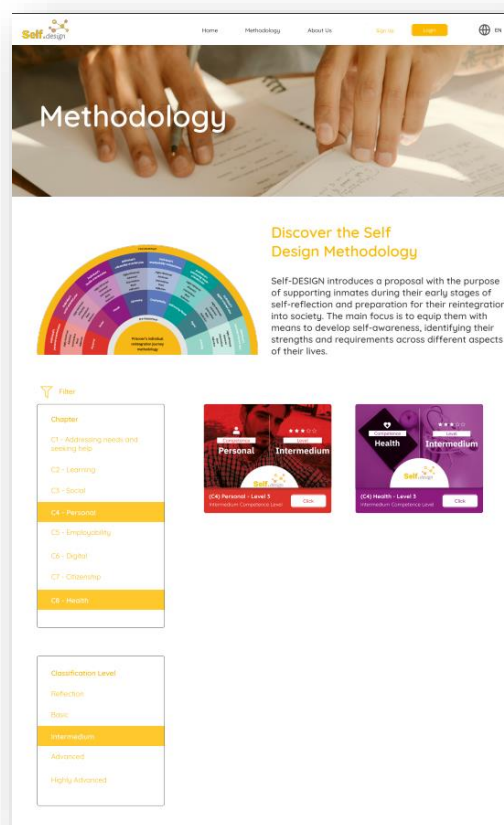 Self.design
Home Methodology About Us Sign Up Login EN
Methodology
Discover the Self
Design Methodology
Self-DESIGN introduces a proposal with the purpose
of supporting inmates during their early stages of
self-reflection and preparation for their reintegration
into society. The main focus is to equip them with
means to develop self-awareness, identifying their
strengths and requirements across different aspects
of their lives.
Prisoner's individual
reintegration journey
methodology
Filter
Chapter
C1 - Addressing needs and
seeking help
C2 - Learning
C3 - Social
C4 - Personal
C5 - Employability
C6 - Digital
C7 - Citizenship
C8 - Health
Competence
Personal
Level
Intermedium
Self.design
(C4) Personal - Level 3
Intermedium Competence Level
Click
Competence
Health
Level
Intermedium
Self.design
(C4) Health - Level 3
Intermedium Competence Level
Click
Classification Level
Reflection
Basic
Intermedium
Advanced
Highly Advanced